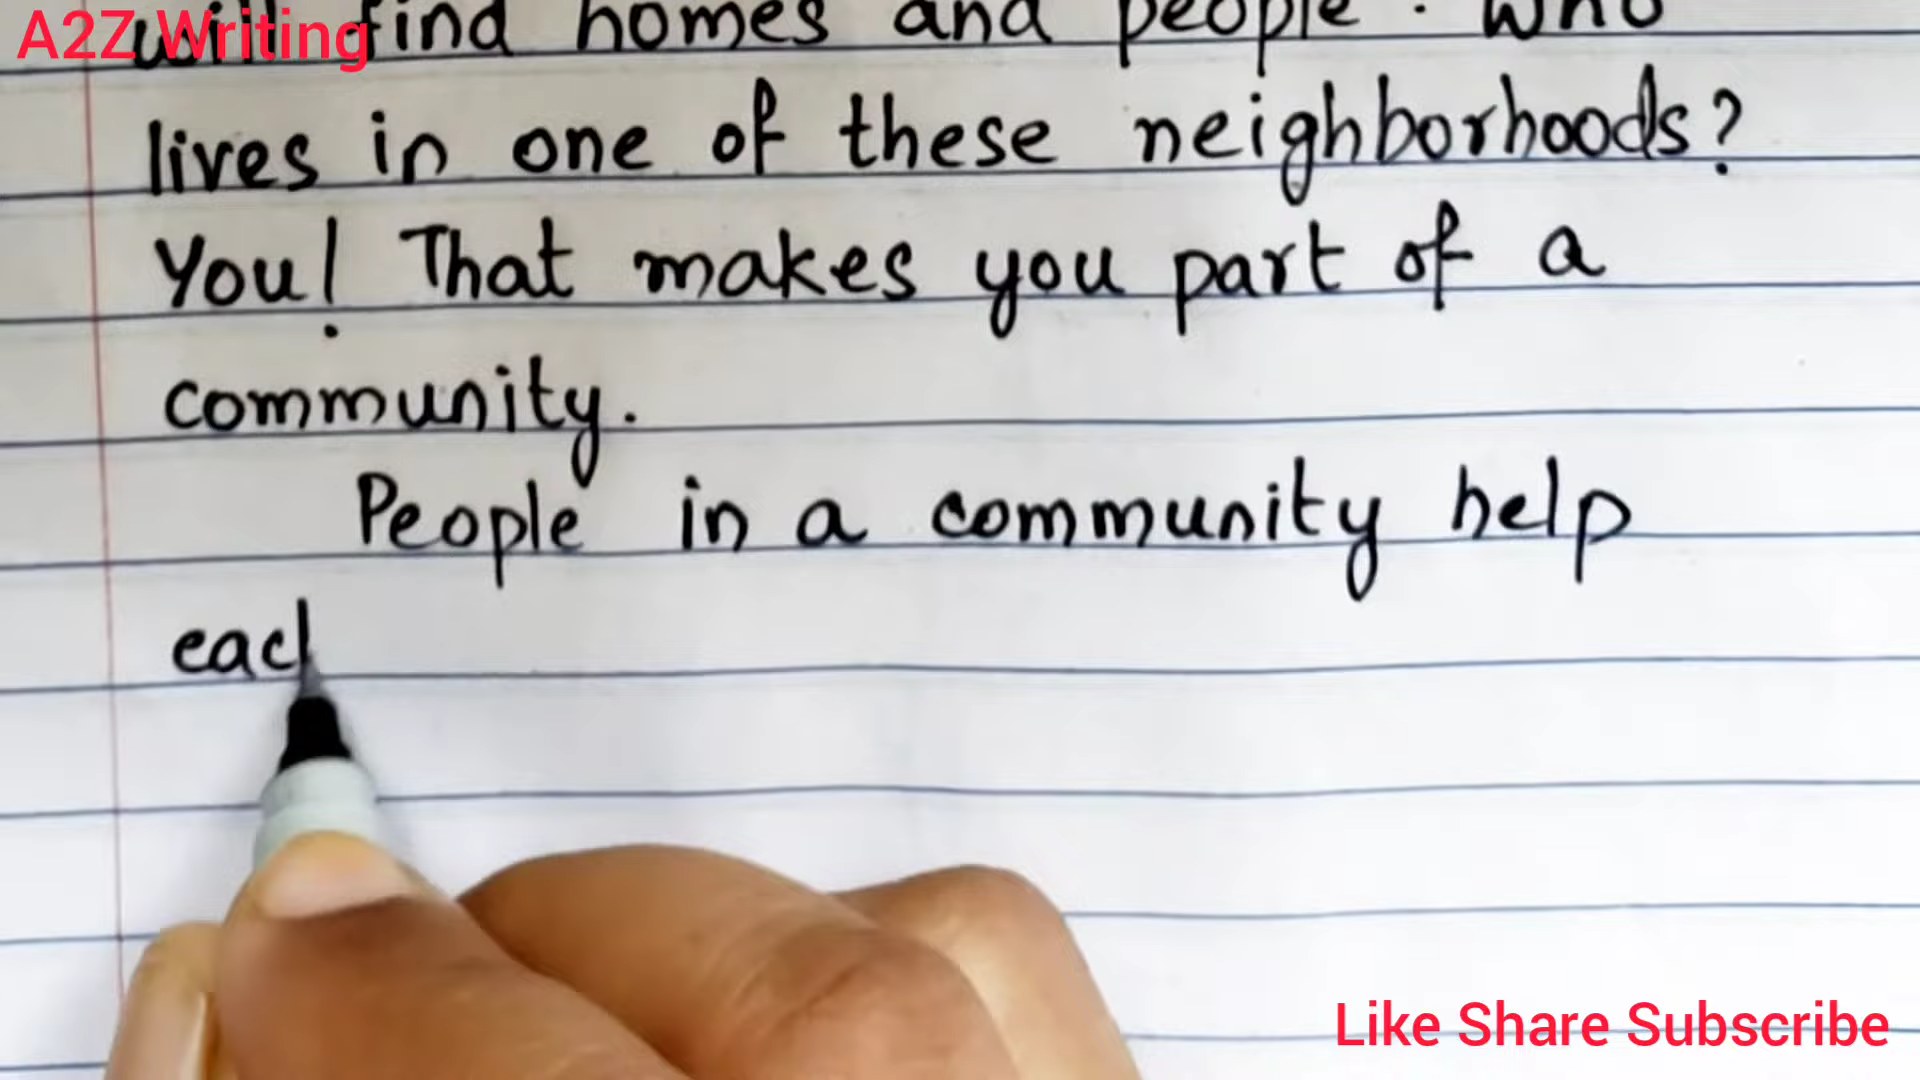 A2Z Writing
will find homes and people. Who
lives in one of these neighborhoods?
You! That makes you part of a
community.
People in a community help
eac
Like Share Subscribe